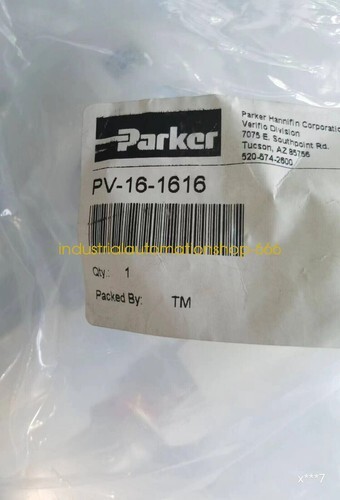 Parker
Parker Hannifin Corporation
Veriflo Division
7075 E. Southpoint Rd.
Tucson, AZ 85756
520-574-2600
PV-16-1616
industrialautomationshop-666
Qty.: 1
Packed By: TM
x***7